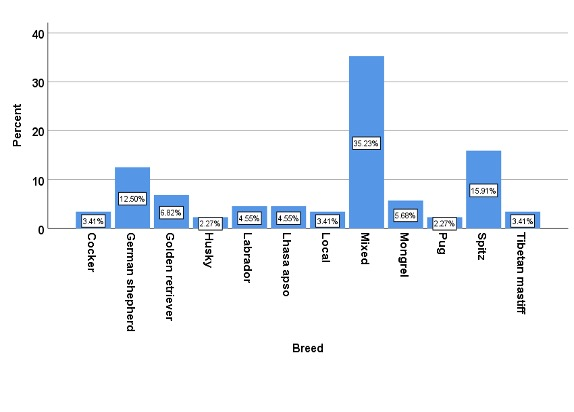 40
30
20
10
0
Percent
3.41%
12.50%
6.82%
2.27%
4.55%
4.55%
3.41%
35.23%
5.68%
2.27%
15.91%
3.41%
Cocker
German shepherd
Golden retriever
Husky
Labrador
Lhasa apso
Local
Mixed
Mongrel
Pug
Spitz
Tibetan mastiff
Breed